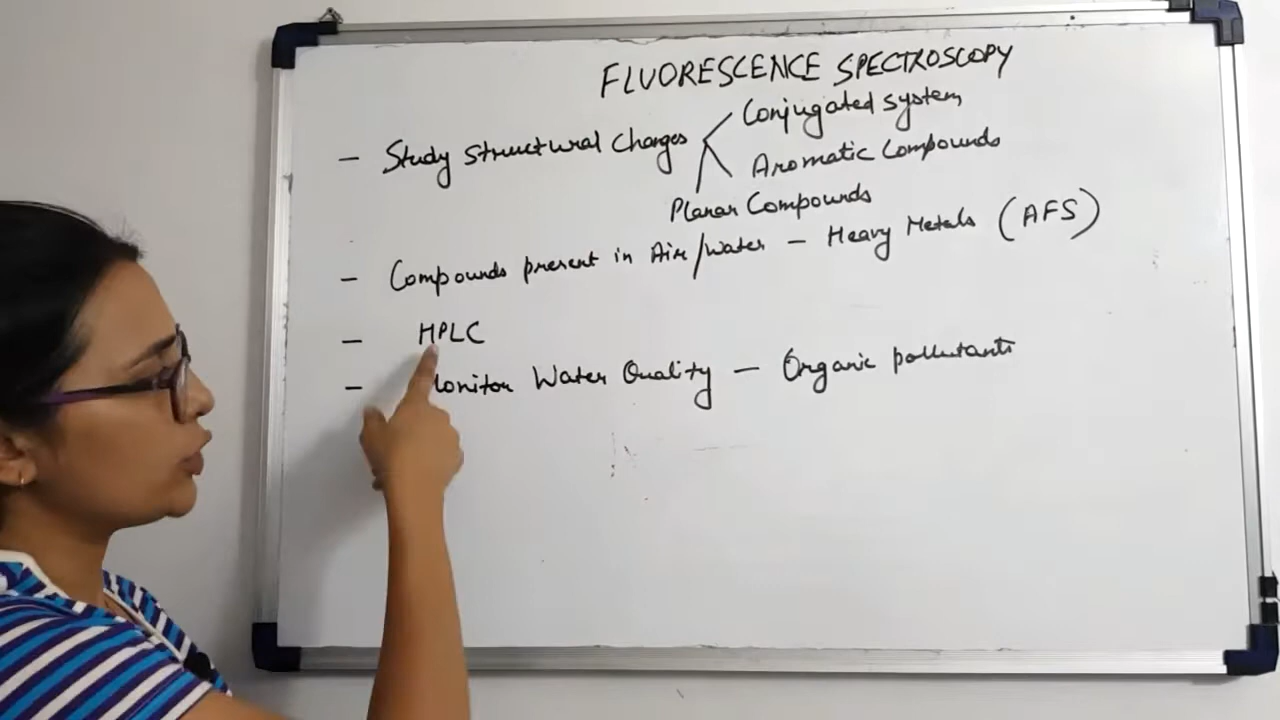 FLUORESCENCE SPECTROSCOPY
Conjugated system
– Study structural changes
Aromatic Compounds
Planar Compounds
– Compounds present in Air/water – Heavy Metals (AFS)
– HPLC
– Monitor Water Quality – Organic pollutants